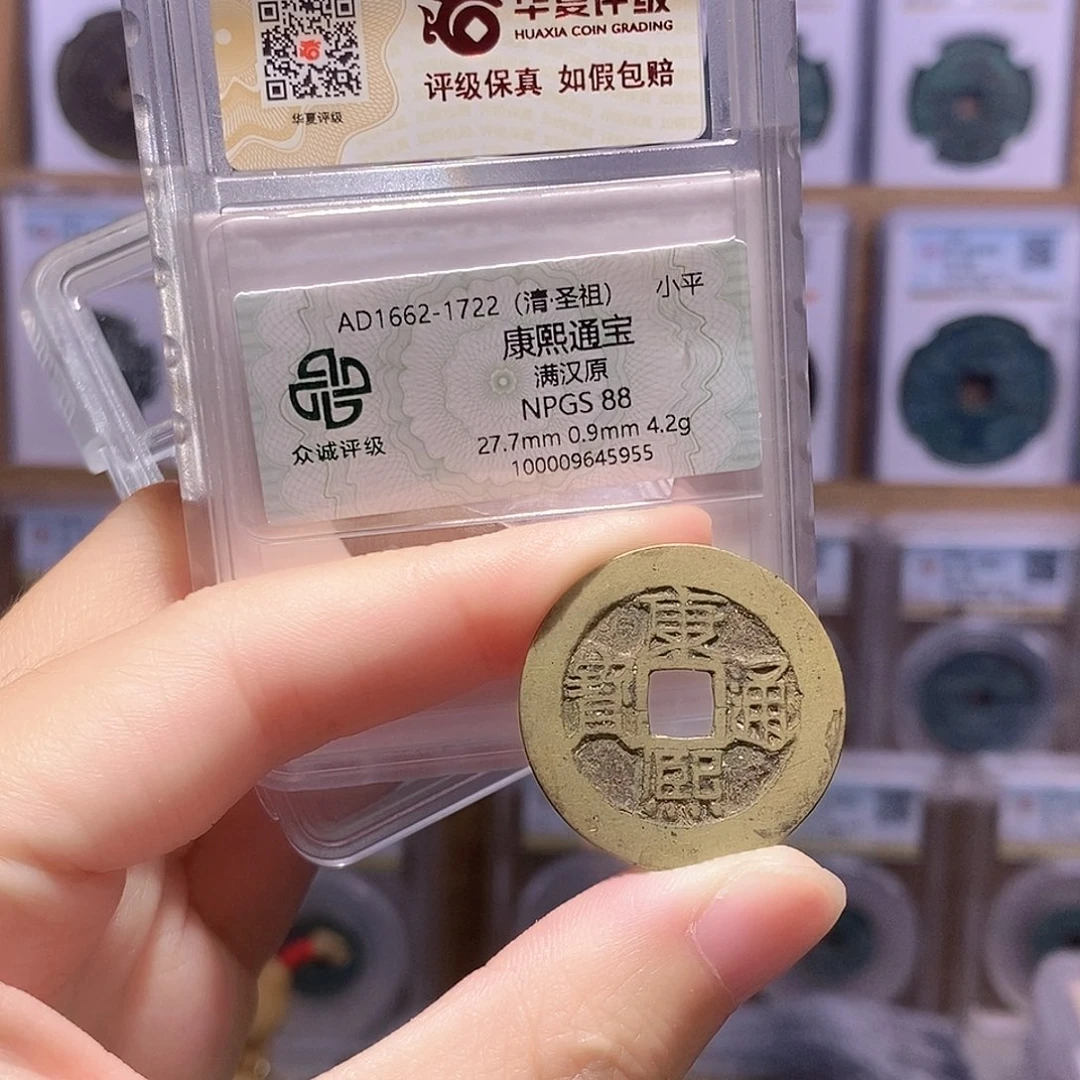 华夏评级
HUAXIA COIN GRADING
评级保真 如假包赔
华夏评级
AD1662-1722 (清·圣祖) 小平
康熙通宝
满汉原
NPGS 88
27.7mm 0.9mm 4.2g
100009645955
众诚评级
康
通
寶
熙